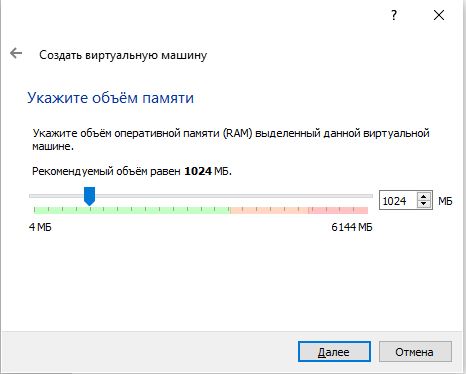 ?
Создать виртуальную машину
Укажите объём памяти
Укажите объём оперативной памяти (RAM) выделенный данной виртуальной
машине.
Рекомендуемый объём равен 1024 МБ.
1024 МБ
4 МБ 6144 МБ
Далее Отмена